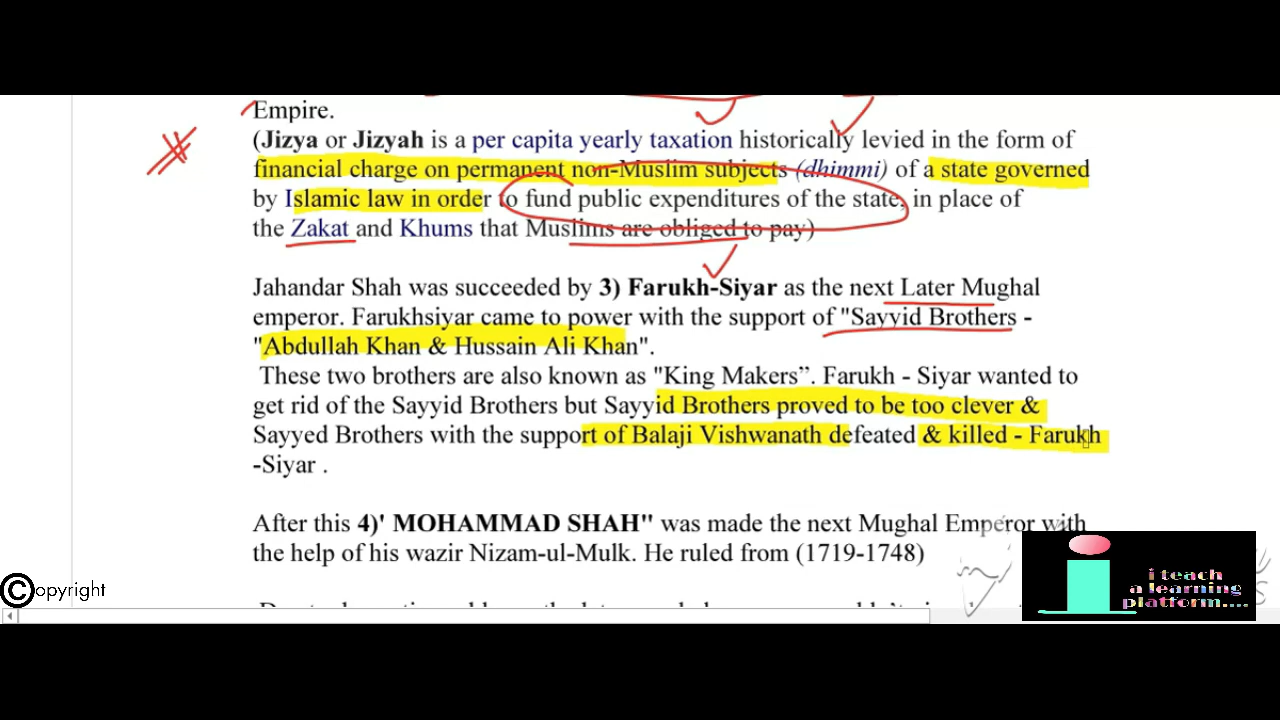 Empire.
(Jizya or Jizyah is a per capita yearly taxation historically levied in the form of
financial charge on permanent non-Muslim subjects (dhimmi) of a state governed
by Islamic law in order to fund public expenditures of the state, in place of
the Zakat and Khums that Muslims are obliged to pay)
Jahandar Shah was succeeded by 3) Farukh-Siyar as the next Later Mughal
emperor. Farukhsiyar came to power with the support of "Sayyid Brothers -
"Abdullah Khan & Hussain Ali Khan".
These two brothers are also known as "King Makers”. Farukh - Siyar wanted to
get rid of the Sayyid Brothers but Sayyid Brothers proved to be too clever &
Sayyed Brothers with the support of Balaji Vishwanath defeated & killed - Farukh
-Siyar .
After this 4)' MOHAMMAD SHAH" was made the next Mughal Emperor with
the help of his wazir Nizam-ul-Mulk. He ruled from (1719-1748)
©opyright
i teach
a learning
platform....